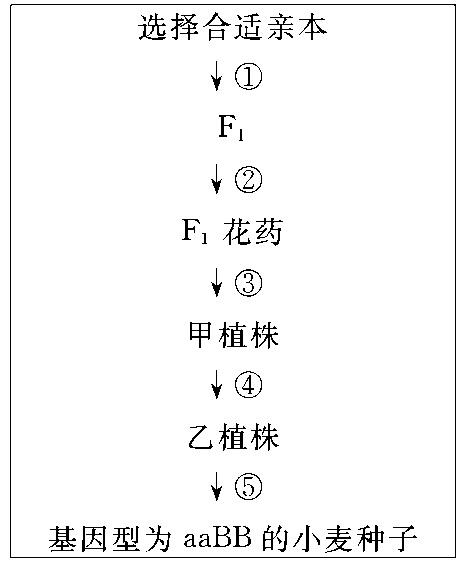 选择合适亲本
↓ ①
F₁
↓ ②
F₁ 花药
↓ ③
甲植株
↓ ④
乙植株
↓ ⑤
基因型为 aaBB 的小麦种子